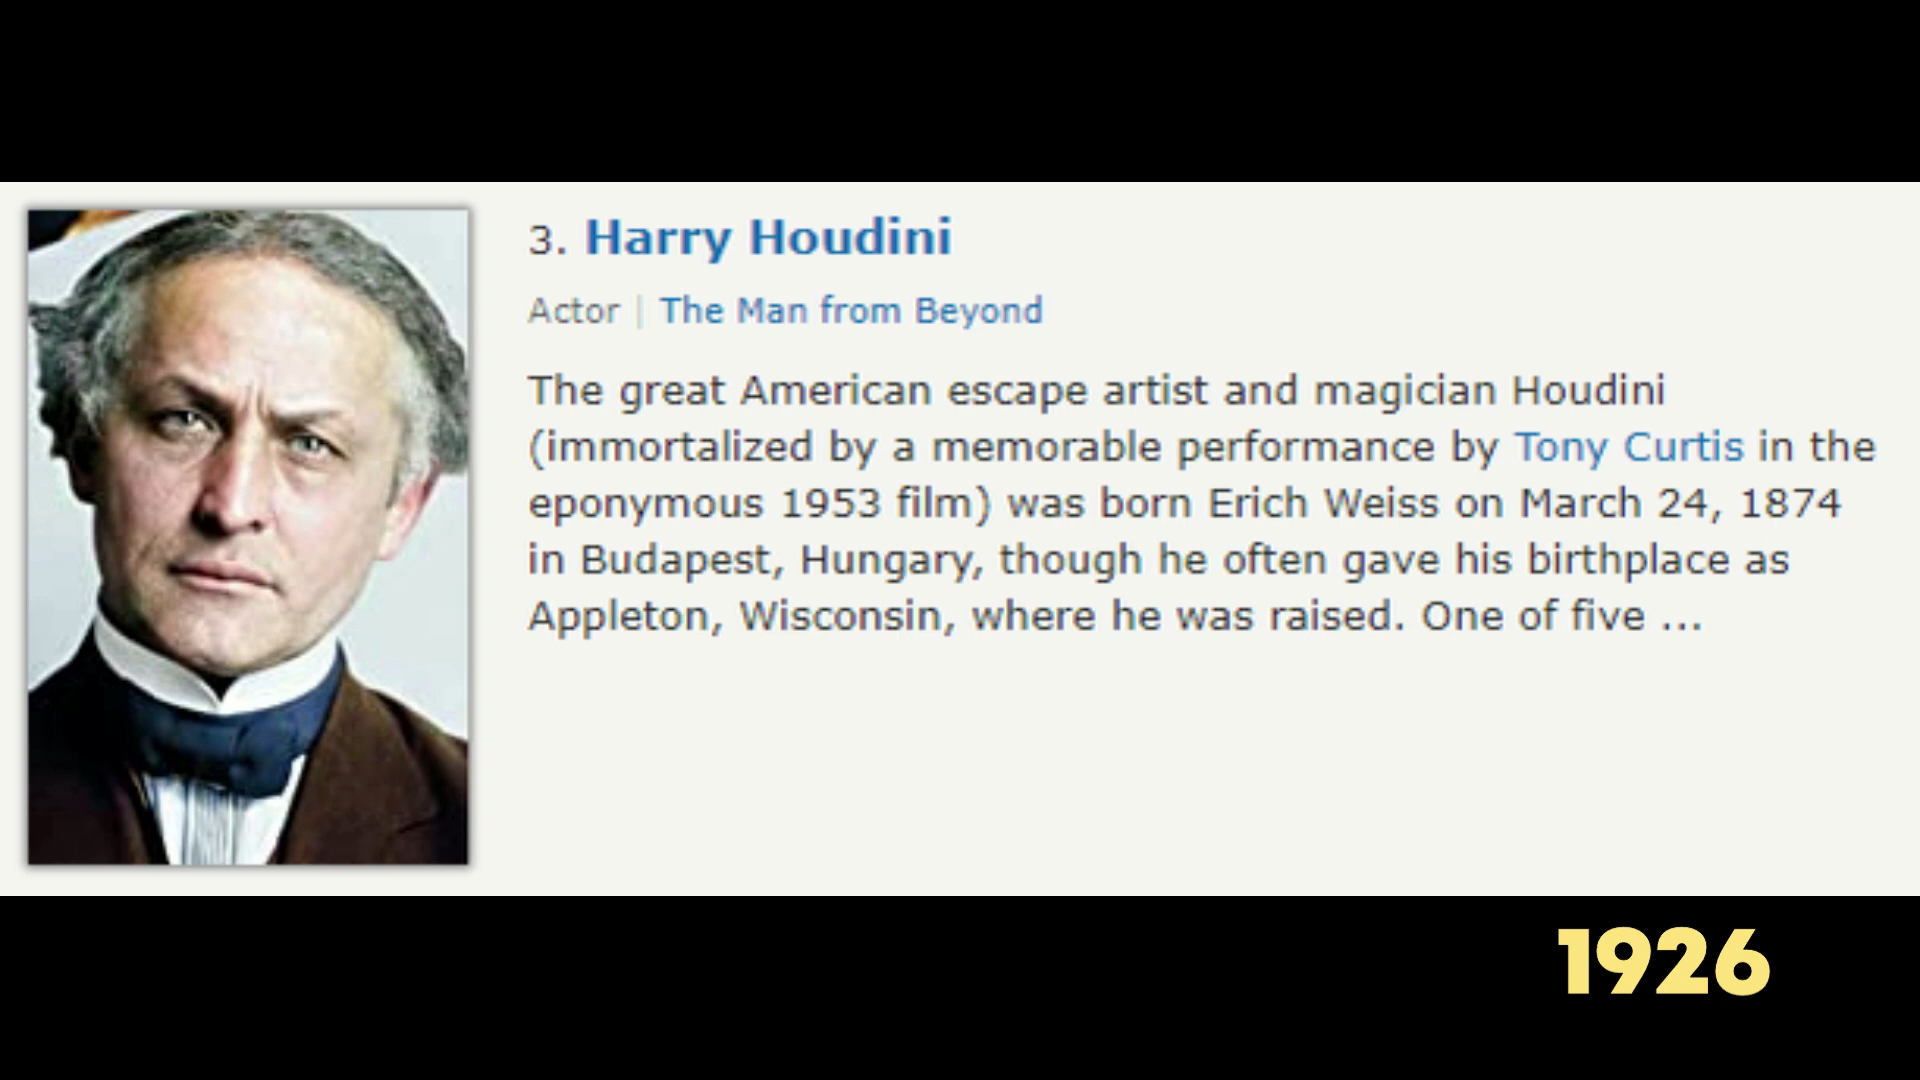 3. Harry Houdini
Actor | The Man from Beyond
The great American escape artist and magician Houdini
(immortalized by a memorable performance by Tony Curtis in the
eponymous 1953 film) was born Erich Weiss on March 24, 1874
in Budapest, Hungary, though he often gave his birthplace as
Appleton, Wisconsin, where he was raised. One of five ...
1926